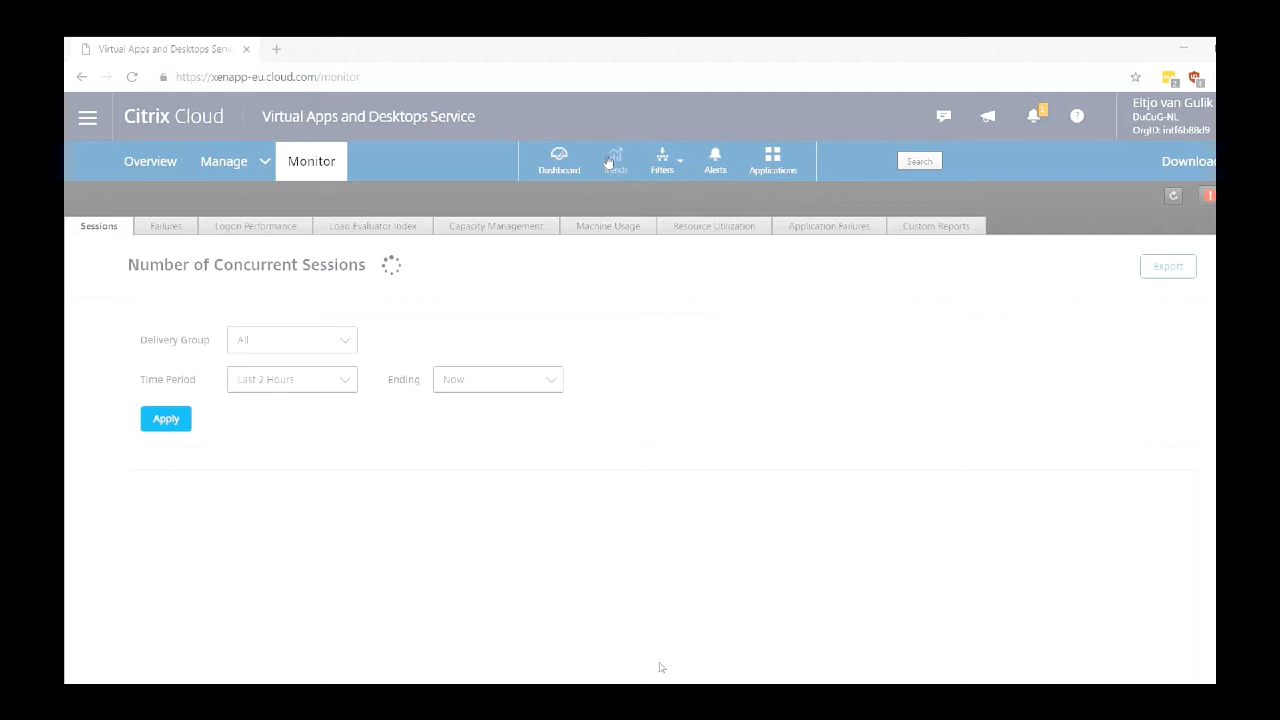 Virtual Apps and Desktops Servi
https://xenapp-eu.cloud.com/monitor
2
Citrix Cloud
Virtual Apps and Desktops Service
Eltjo van Gulik
DuCuG-NL
OrgID: intf6b88d9
Overview
Manage
Monitor
Dashboard
Trends
Filters
Alerts
Applications
Search
Downloa
Sessions
Failures
Logon Performance
Load Evaluator Index
Capacity Management
Machine Usage
Resource Utilization
Application Failures
Custom Reports
Number of Concurrent Sessions
Export
Delivery Group
All
Time Period
Last 2 Hours
Ending
Now
Apply